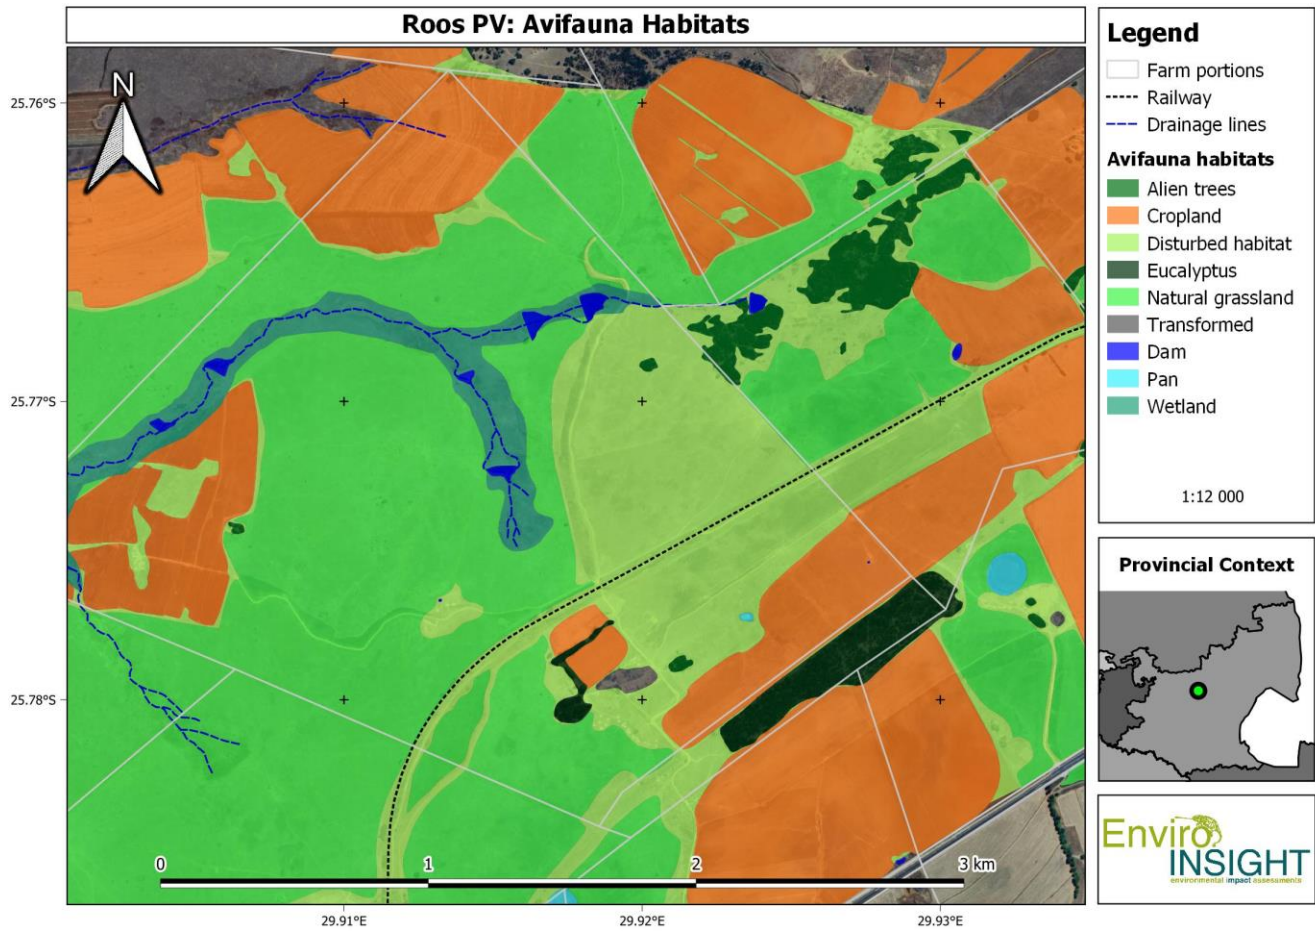 Roos PV: Avifauna Habitats
N
25.76°S
25.77°S
25.78°S
0 1 2 3 km
29.91°E 29.92°E 29.93°E
Legend
Farm portions
Railway
Drainage lines
Avifauna habitats
Alien trees
Cropland
Disturbed habitat
Eucalyptus
Natural grassland
Transformed
Dam
Pan
Wetland
1:12 000
Provincial Context
Enviro
INSIGHT
environmental impact assessments